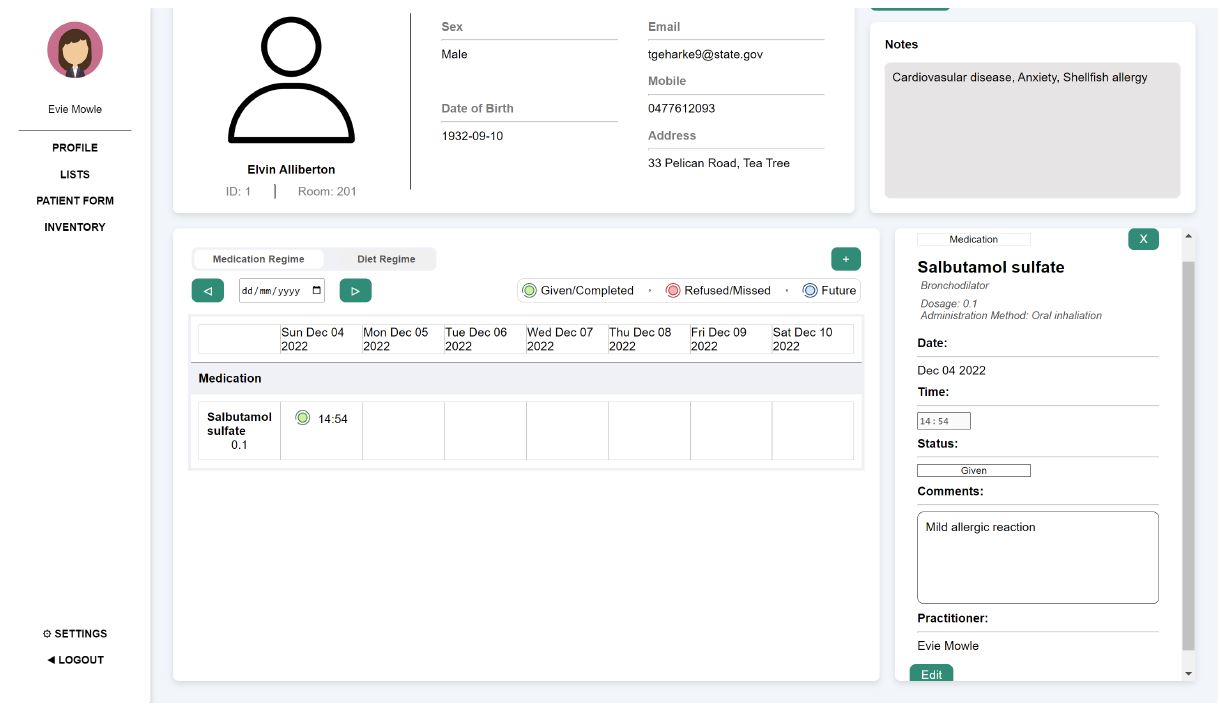 Evie Mowle
PROFILE
LISTS
PATIENT FORM
INVENTORY
SETTINGS
LOGOUT
Elvin Alliberton
ID: 1 | Room: 201
Sex
Male
Date of Birth
1932-09-10
Email
tgeharke9@state.gov
Mobile
0477612093
Address
33 Pelican Road, Tea Tree
Notes
Cardiovasular disease, Anxiety, Shellfish allergy
Medication Regime Diet Regime +
dd/mm/yyyy
Given/Completed · Refused/Missed · Future
Sun Dec 04 2022
Mon Dec 05 2022
Tue Dec 06 2022
Wed Dec 07 2022
Thu Dec 08 2022
Fri Dec 09 2022
Sat Dec 10 2022
Medication
Salbutamol
sulfate
0.1
14:54
Medication X
Salbutamol sulfate
Bronchodilator
Dosage: 0.1
Administration Method: Oral inhaliation
Date:
Dec 04 2022
Time:
14:54
Status:
Given
Comments:
Mild allergic reaction
Practitioner:
Evie Mowle
Edit